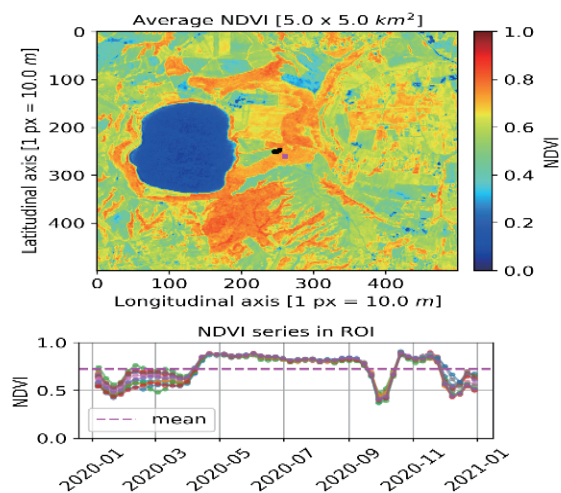 Average NDVI [5.0 x 5.0 km²]
Latitudinal axis [1 px = 10.0 m]
0
100
200
300
400
0 100 200 300 400
Longitudinal axis [1 px = 10.0 m]
1.0
0.8
0.6
0.4
0.2
0.0
NDVI
NDVI series in ROI
NDVI
1.0
0.5
0.0
mean
2020-01 2020-03 2020-05 2020-07 2020-09 2020-11 2021-01